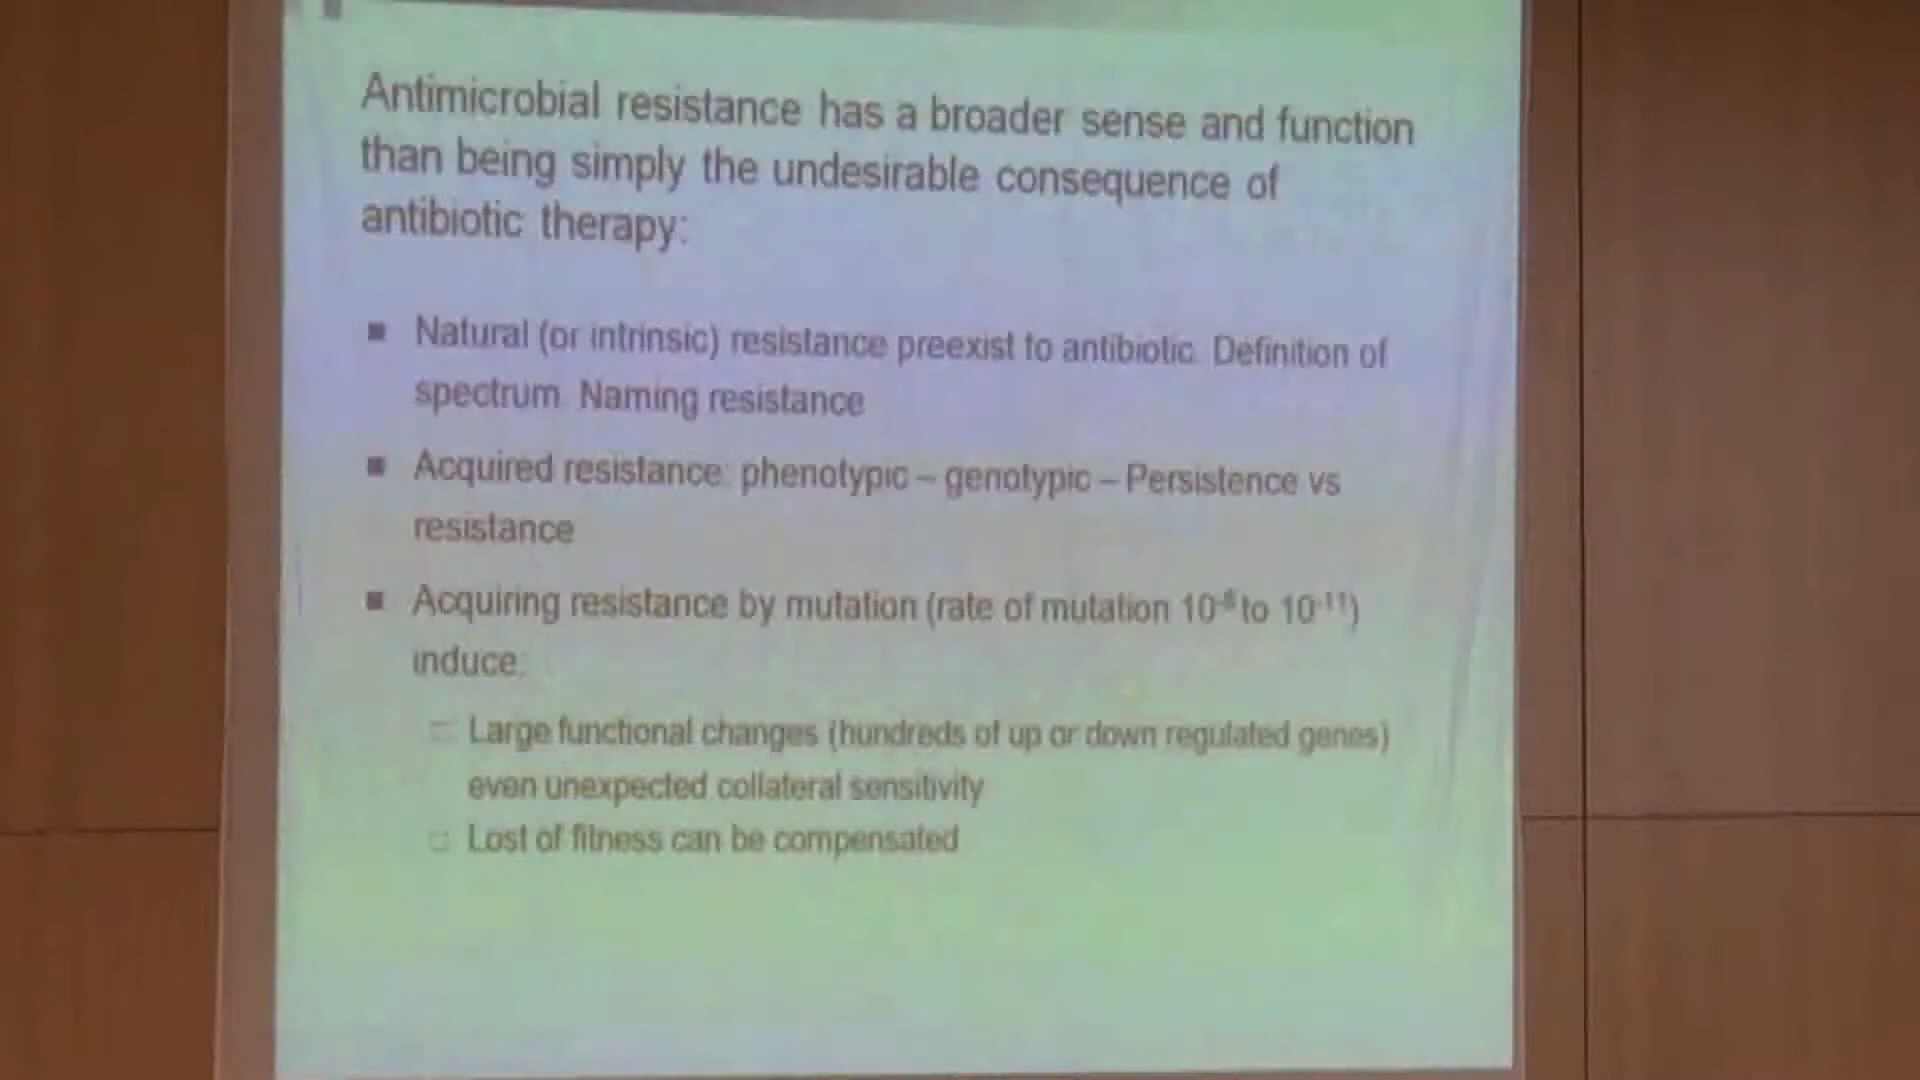 Antimicrobial resistance has a broader sense and function
than being simply the undesirable consequence of
antibiotic therapy:
■ Natural (or intrinsic) resistance preexist to antibiotic. Definition of
spectrum. Naming resistance
■ Acquired resistance: phenotypic – genotypic – Persistence vs
resistance
■ Acquiring resistance by mutation (rate of mutation 10⁻⁸ to 10⁻¹¹)
induce:
□ Large functional changes (hundreds of up or down regulated genes)
even unexpected collateral sensitivity
□ Lost of fitness can be compensated